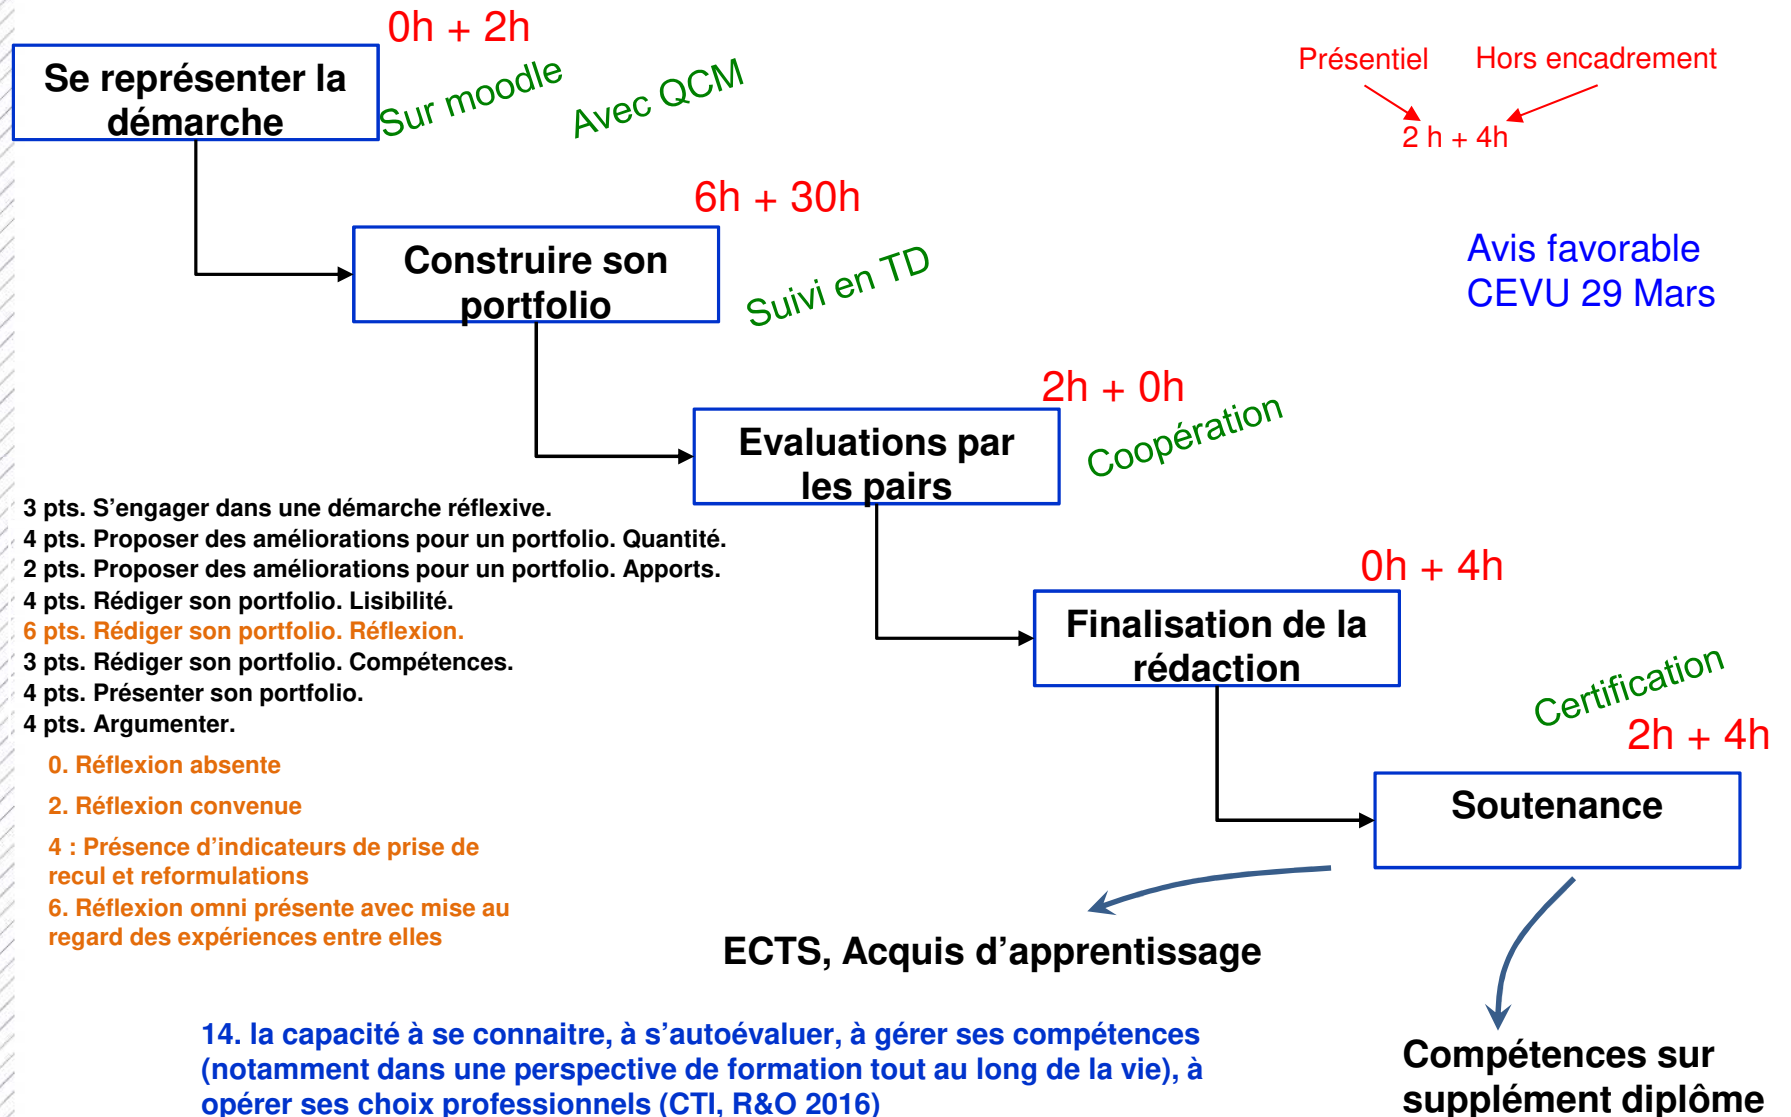 0h + 2h
Se représenter la
démarche
Sur moodle
Avec QCM
Présentiel
Hors encadrement
2 h + 4h
6h + 30h
Construire son
portfolio
Suivi en TD
Avis favorable
CEVU 29 Mars
2h + 0h
Evaluations par
les pairs
Coopération
3 pts. S’engager dans une démarche réflexive.
4 pts. Proposer des améliorations pour un portfolio. Quantité.
2 pts. Proposer des améliorations pour un portfolio. Apports.
4 pts. Rédiger son portfolio. Lisibilité.
6 pts. Rédiger son portfolio. Réflexion.
3 pts. Rédiger son portfolio. Compétences.
4 pts. Présenter son portfolio.
4 pts. Argumenter.
0. Réflexion absente
2. Réflexion convenue
4 : Présence d’indicateurs de prise de
recul et reformulations
6. Réflexion omni présente avec mise au
regard des expériences entre elles
0h + 4h
Finalisation de la
rédaction
Certification
2h + 4h
Soutenance
ECTS, Acquis d’apprentissage
Compétences sur
supplément diplôme
14. la capacité à se connaitre, à s’autoévaluer, à gérer ses compétences
(notamment dans une perspective de formation tout au long de la vie), à
opérer ses choix professionnels (CTI, R&O 2016)